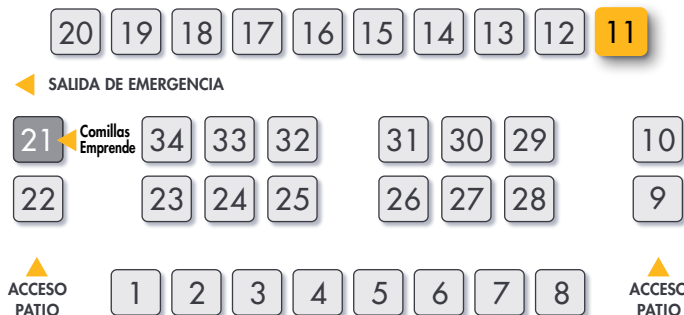 20 19 18 17 16 15 14 13 12 11
SALIDA DE EMERGENCIA
21 Comillas Emprende 34 33 32 31 30 29 10
22 23 24 25 26 27 28 9
ACCESO PATIO 1 2 3 4 5 6 7 8 ACCESO PATIO